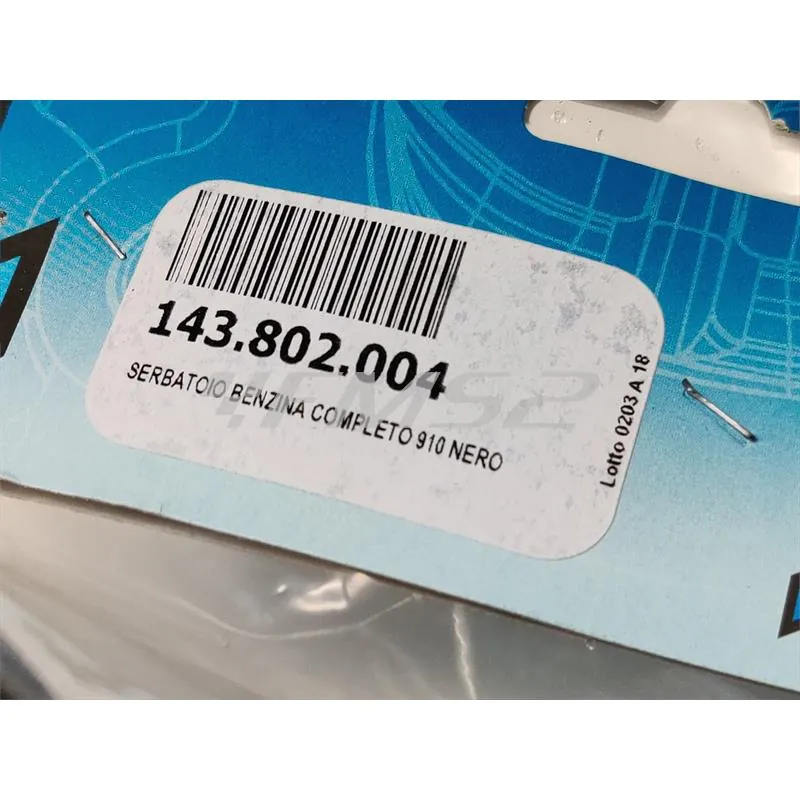 143.802.004
SERBATOIO BENZINA COMPLETO 910 NERO
Lotto 0203 A 18